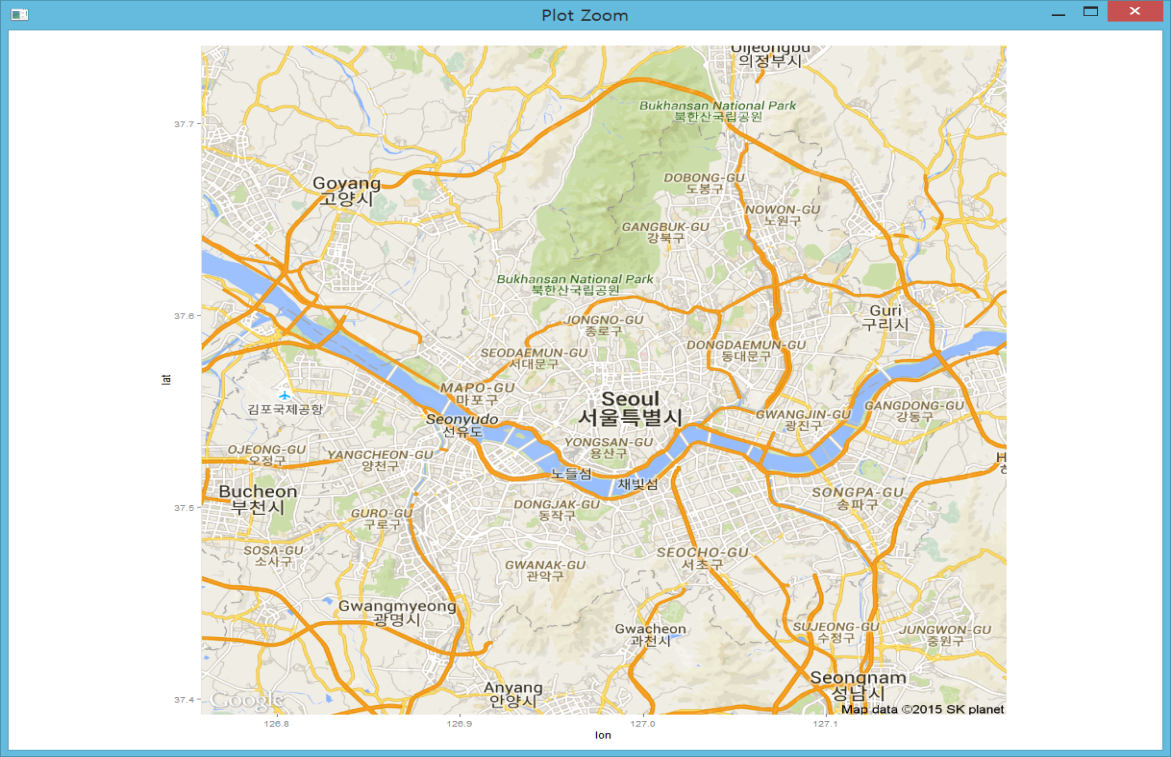 Plot Zoom
Uijeongbu
의정부시
Bukhansan National Park
북한산국립공원
37.7
DOBONG-GU
도봉구
Goyang
고양시
NOWON-GU
노원구
GANGBUK-GU
강북구
Bukhansan National Park
북한산국립공원
37.6
JONGNO-GU
종로구
Guri
구리시
SEODAEMUN-GU
서대문구
DONGDAEMUN-GU
동대문구
lat
MAPO-GU
마포구
Seoul
서울특별시
김포국제공항
GWANGJIN-GU
광진구
GANGDONG-GU
강동구
Seonyudo
선유도
YONGSAN-GU
용산구
OJEONG-GU
오정구
YANGCHEON-GU
양천구
노들섬
채빛섬
H
Bucheon
부천시
SONGPA-GU
송파구
37.5
DONGJAK-GU
동작구
GURO-GU
구로구
SOSA-GU
소사구
SEOCHO-GU
서초구
GWANAK-GU
관악구
Gwangmyeong
광명시
Gwacheon
과천시
SUJEONG-GU
수정구
JUNGWON-GU
중원구
Seongnam
성남시
Anyang
안양시
37.4
Google
Map data ©2015 SK planet
126.8
126.9
127.0
127.1
lon